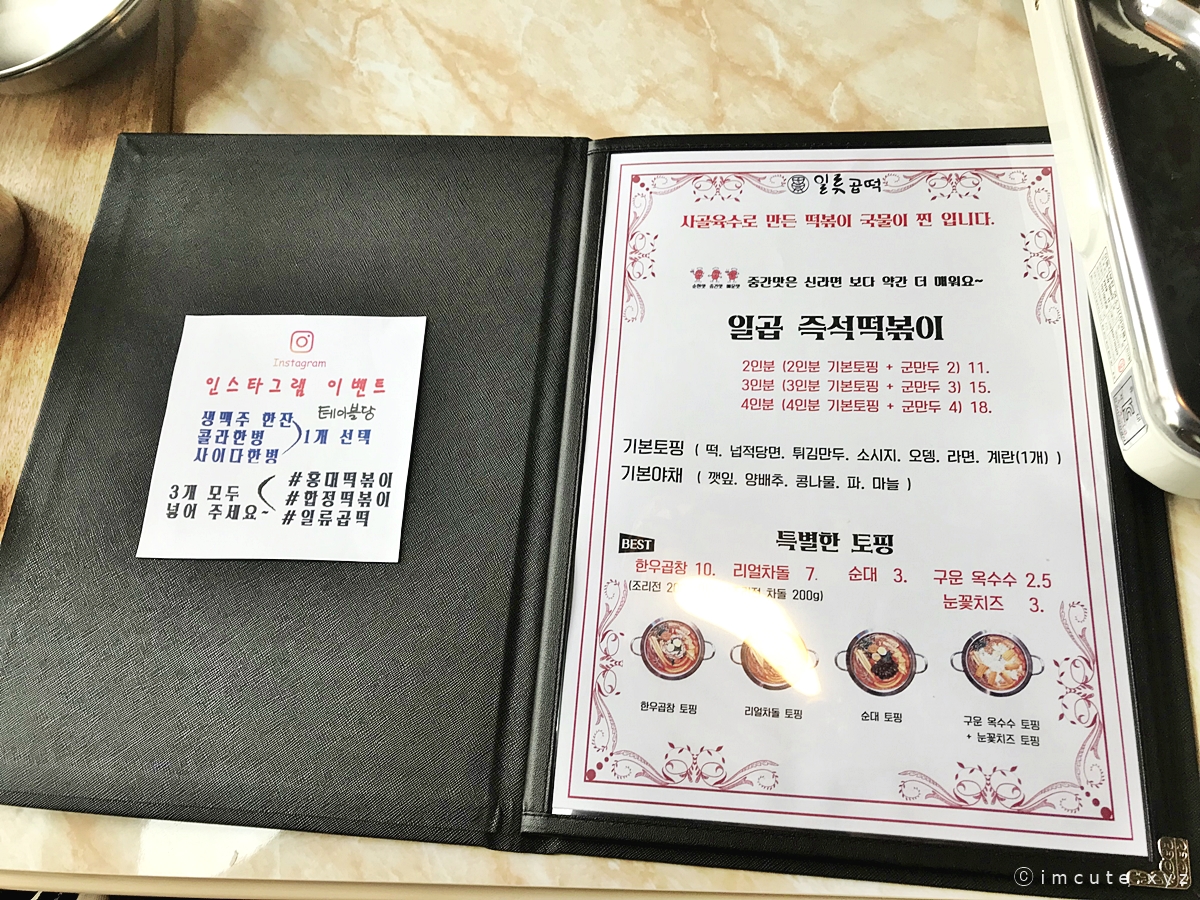 Instagram
인스타그램 이벤트
테이블당
생맥주 한잔
콜라한병
사이다한병
1개 선택
3개 모두
넣어 주세요~
#홍대떡볶이
#합정떡볶이
#일류곱떡
일류곱떡
사골육수로 만든 떡볶이 국물이 찐 입니다.
순한맛 중간맛 매운맛
중간맛은 신라면 보다 약간 더 매워요~
일곱 즉석떡볶이
2인분 (2인분 기본토핑 + 군만두 2) 11.
3인분 (3인분 기본토핑 + 군만두 3) 15.
4인분 (4인분 기본토핑 + 군만두 4) 18.
기본토핑 ( 떡. 넙적당면. 튀김만두. 소시지. 오뎅. 라면. 계란(1개) )
기본야채 ( 깻잎. 양배추. 콩나물. 파. 마늘 )
BEST
특별한 토핑
한우곱창 10. 리얼차돌 7. 순대 3. 구운 옥수수 2.5
(조리전 차돌 200g)
눈꽃치즈 3.
한우곱창 토핑
리얼차돌 토핑
순대 토핑
구운 옥수수 토핑
+ 눈꽃치즈 토핑
©imcute.xyz